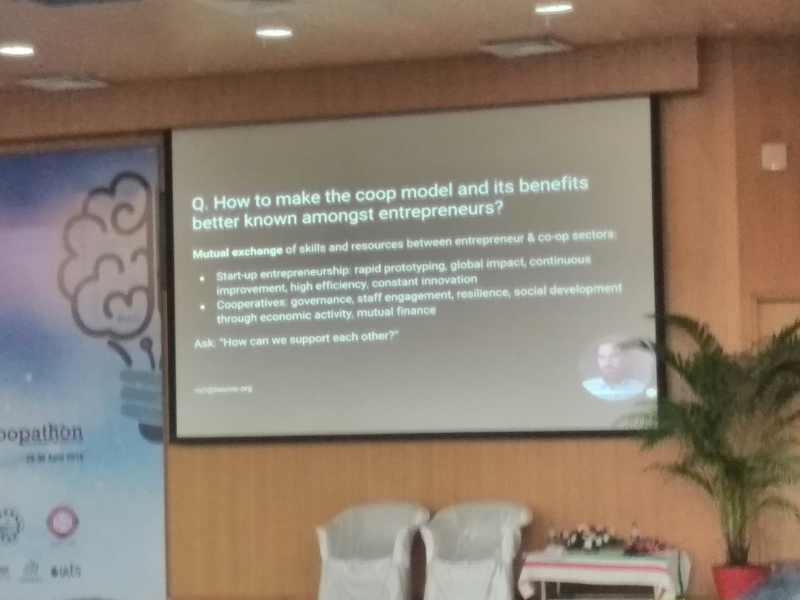 Q. How to make the coop model and its benefits
better known amongst entrepreneurs?
Mutual exchange of skills and resources between entrepreneur & co-op sectors:
• Start-up entrepreneurship: rapid prototyping, global impact, continuous
improvement, high efficiency, constant innovation
• Cooperatives: governance, staff engagement, resilience, social development
through economic activity, mutual finance
Ask: "How can we support each other?"
oopathon